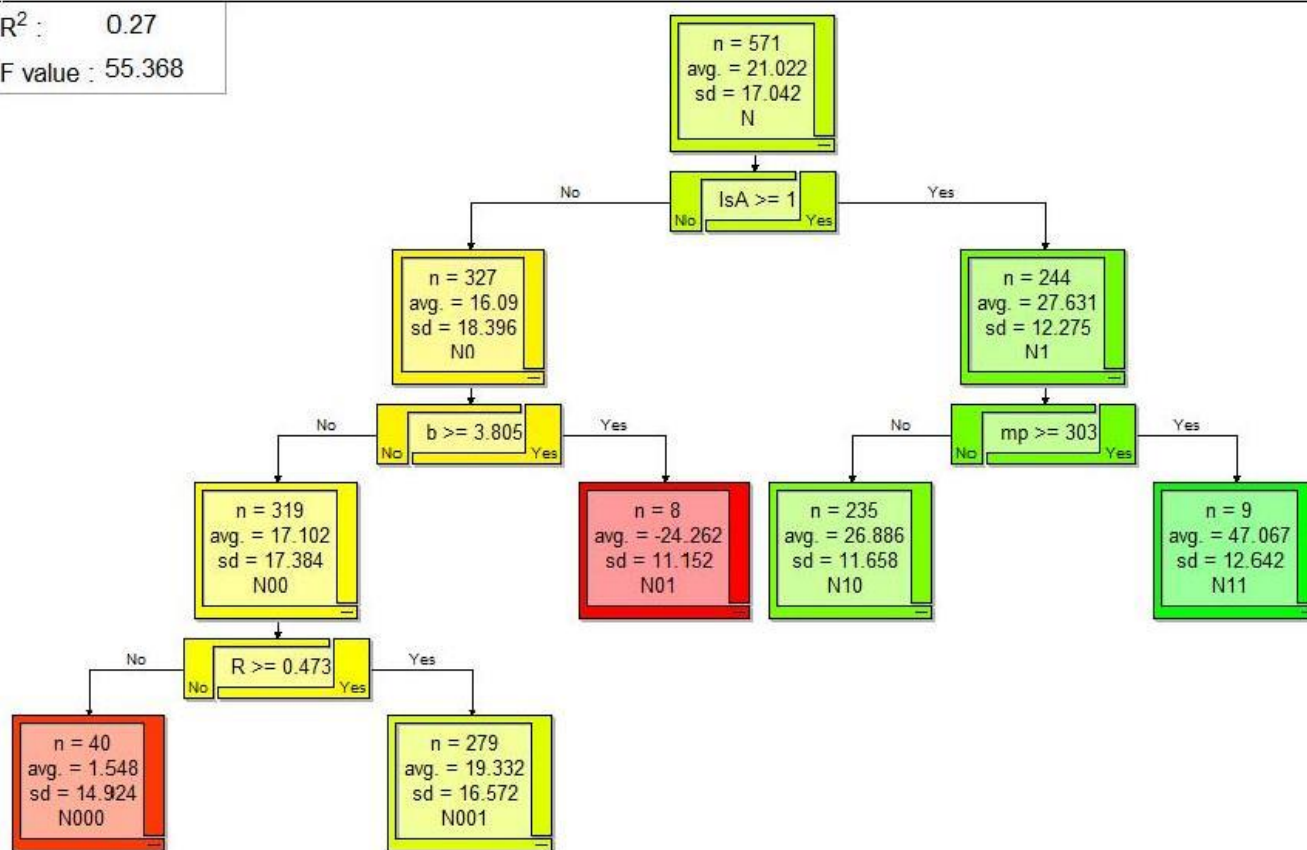 R² : 0.27
F value : 55.368
n = 571
avg. = 21.022
sd = 17.042
N
No
IsA >= 1
Yes
No
Yes
n = 327
avg. = 16.09
sd = 18.396
N0
n = 244
avg. = 27.631
sd = 12.275
N1
No
b >= 3.805
Yes
No
Yes
No
mp >= 303
Yes
No
Yes
n = 319
avg. = 17.102
sd = 17.384
N00
n = 8
avg. = -24.262
sd = 11.152
N01
n = 235
avg. = 26.886
sd = 11.658
N10
n = 9
avg. = 47.067
sd = 12.642
N11
No
R >= 0.473
Yes
No
Yes
n = 40
avg. = 1.548
sd = 14.924
N000
n = 279
avg. = 19.332
sd = 16.572
N001